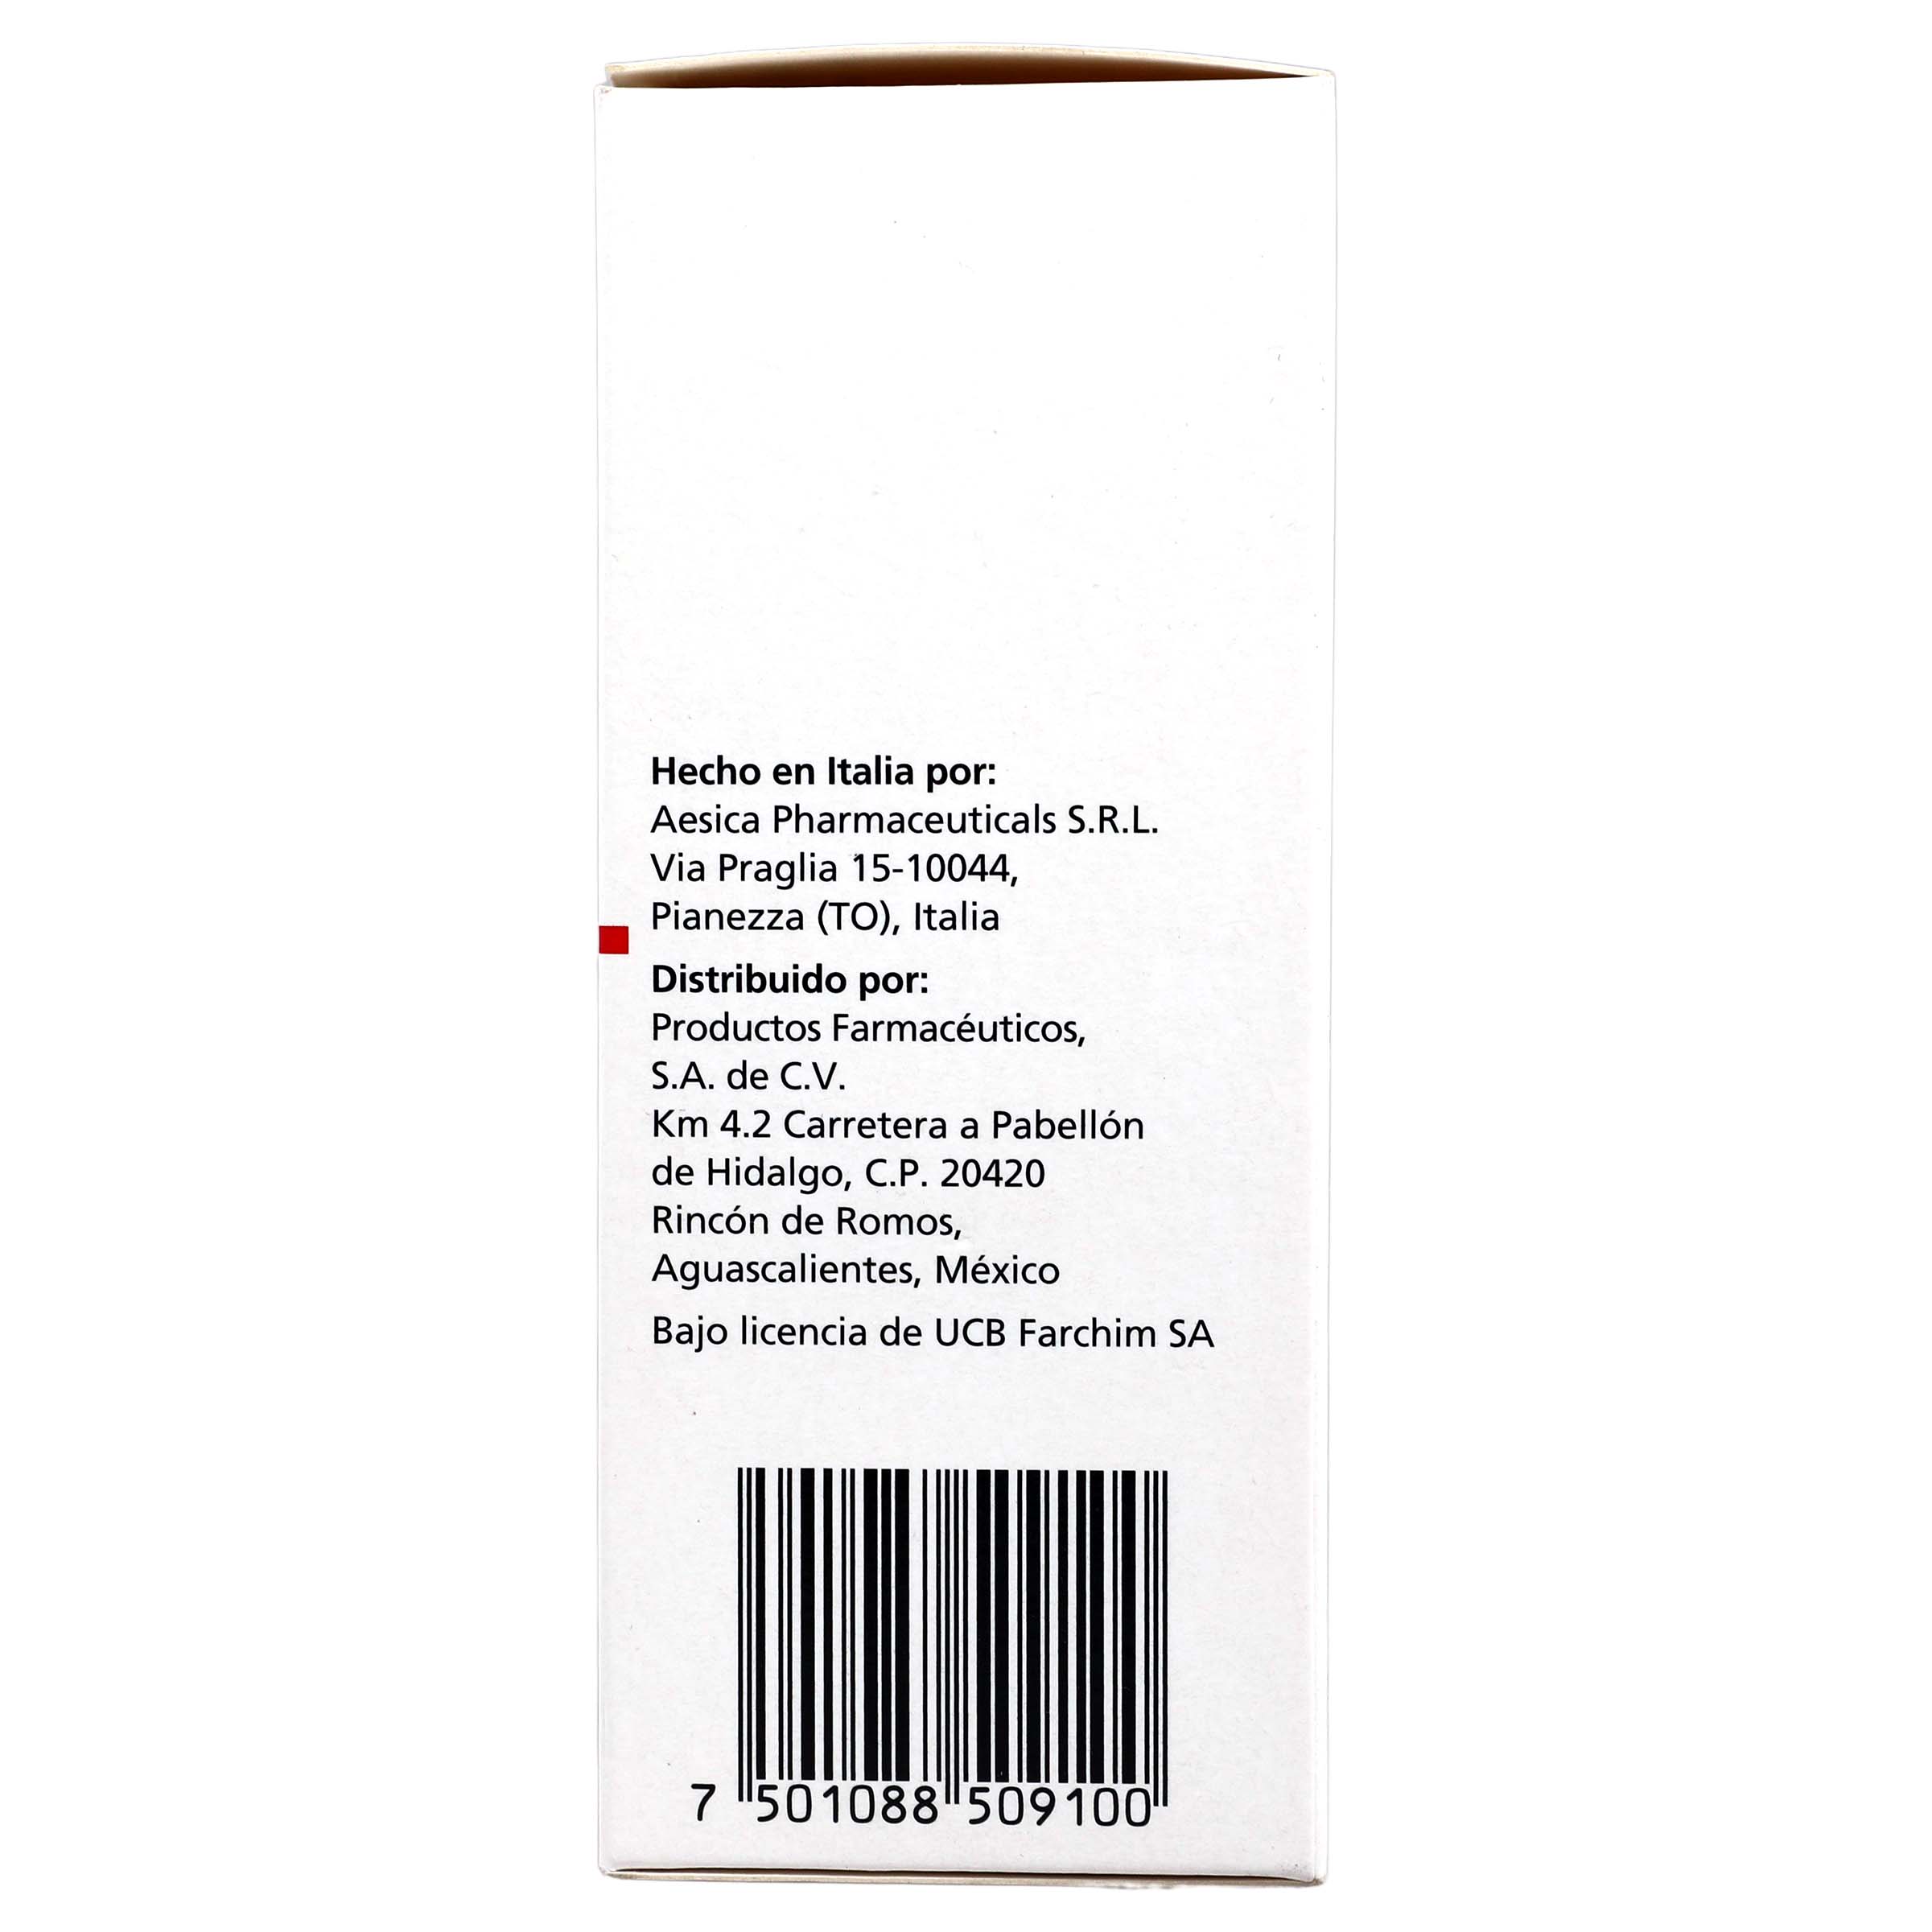 Hecho en Italia por:
Aesica Pharmaceuticals S.R.L.
Via Praglia 15-10044,
Pianezza (TO), Italia
Distribuido por:
Productos Farmacéuticos,
S.A. de C.V.
Km 4.2 Carretera a Pabellón
de Hidalgo, C.P. 20420
Rincón de Romos,
Aguascalientes, México
Bajo licencia de UCB Farchim SA
7 501088 509100